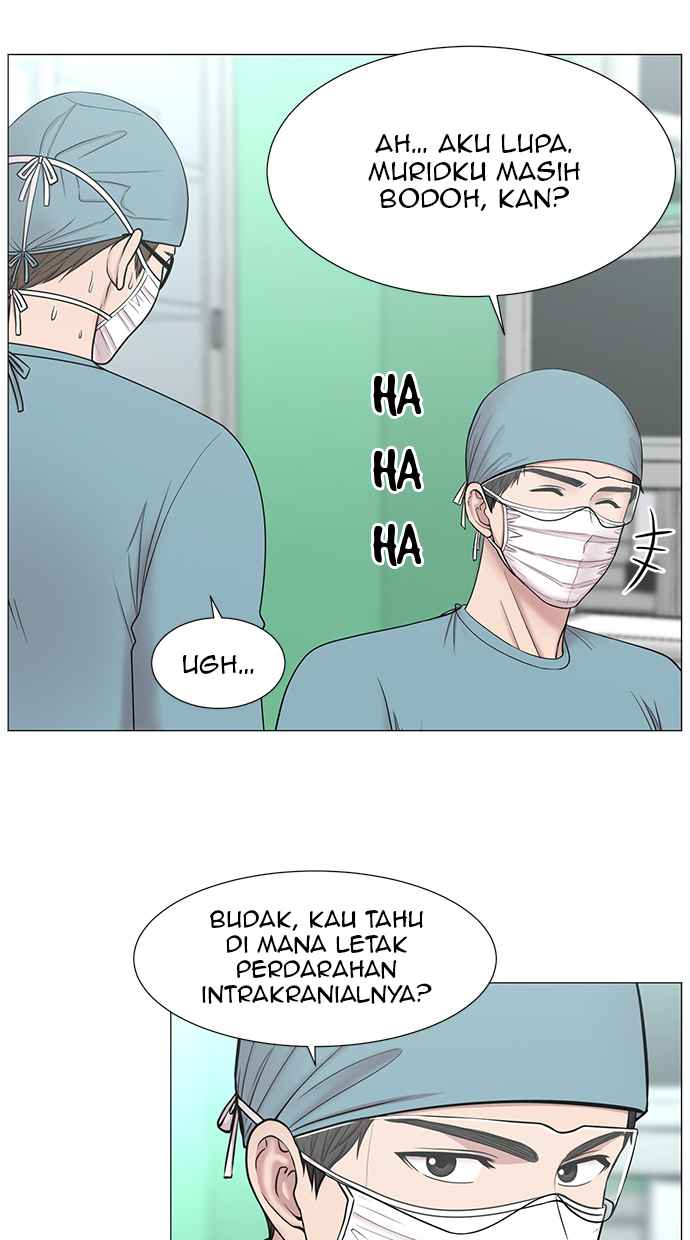 AH... AKU LUPA.
MURIDKU MASIH
BODOH, KAN?
HA
HA
HA
UGH...
BUDAK, KAU TAHU
DI MANA LETAK
PERDARAHAN
INTRAKRANIALNYA?